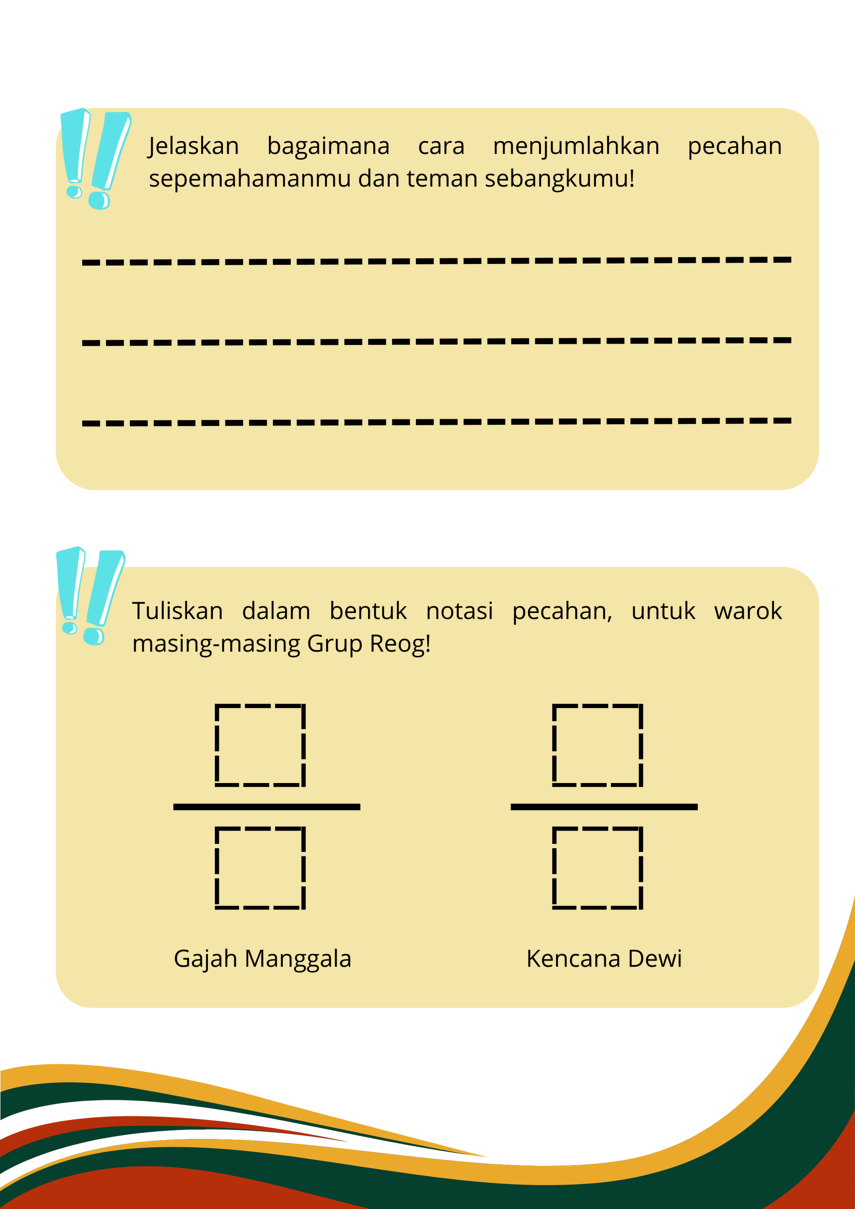 Jelaskan bagaimana cara menjumlahkan pecahan
sepemahamanmu dan teman sebangkumu!
Tuliskan dalam bentuk notasi pecahan, untuk warok
masing-masing Grup Reog!
Gajah Manggala
Kencana Dewi